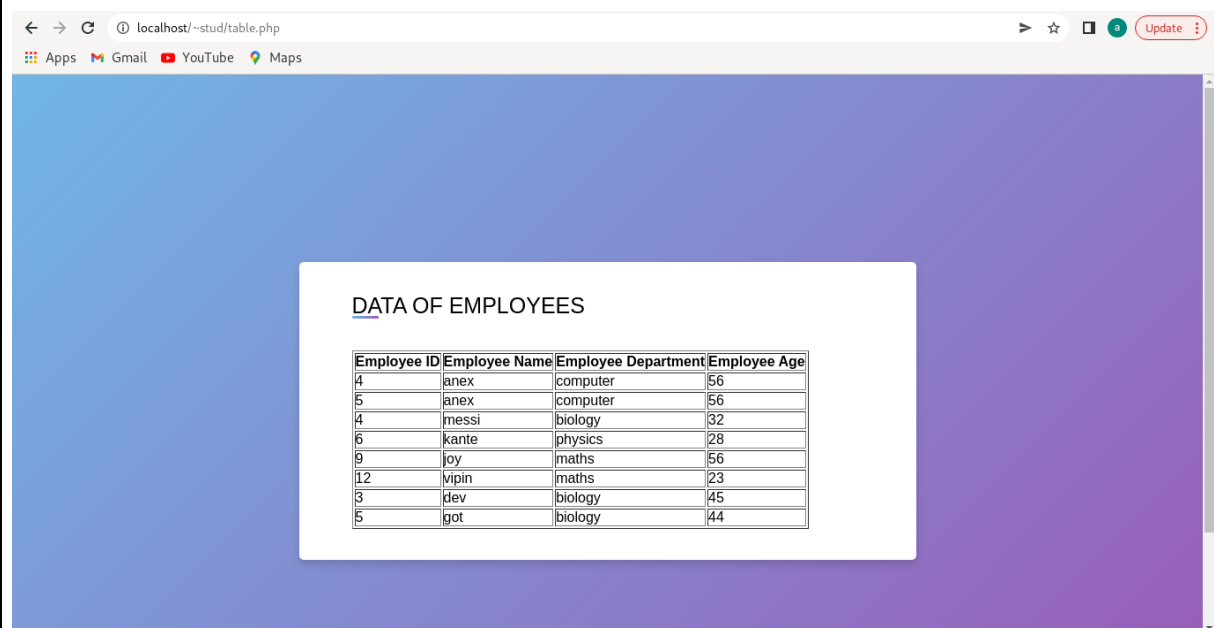 localhost/~stud/table.php
a
Update
Apps Gmail YouTube Maps
DATA OF EMPLOYEES
Employee ID Employee Name Employee Department Employee Age
4 anex computer 56
5 anex computer 56
4 messi biology 32
6 kante physics 28
9 joy maths 56
12 vipin maths 23
3 dev biology 45
5 got biology 44